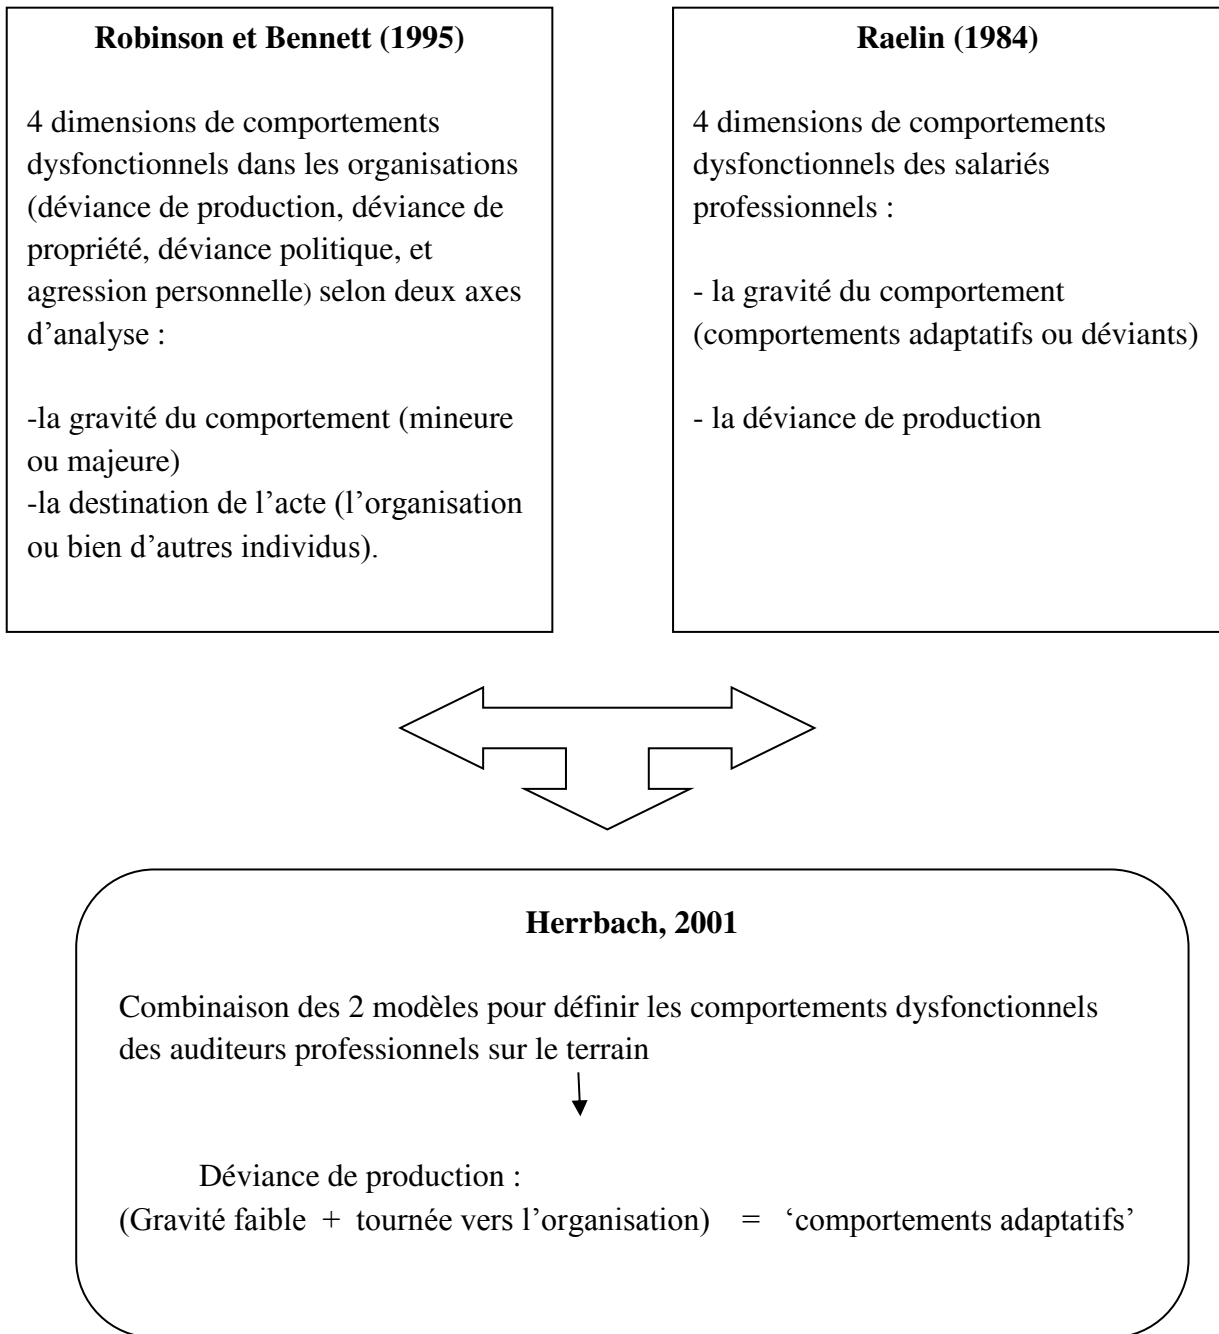 Robinson et Bennett (1995)
4 dimensions de comportements
dysfonctionnels dans les organisations
(déviance de production, déviance de
propriété, déviance politique, et
agression personnelle) selon deux axes
d’analyse :
-la gravité du comportement (mineure
ou majeure)
-la destination de l’acte (l’organisation
ou bien d’autres individus).
Raelin (1984)
4 dimensions de comportements
dysfonctionnels des salariés
professionnels :
- la gravité du comportement
(comportements adaptatifs ou déviants)
- la déviance de production
Herrbach, 2001
Combinaison des 2 modèles pour définir les comportements dysfonctionnels
des auditeurs professionnels sur le terrain
Déviance de production :
(Gravité faible + tournée vers l’organisation) = ‘comportements adaptatifs’